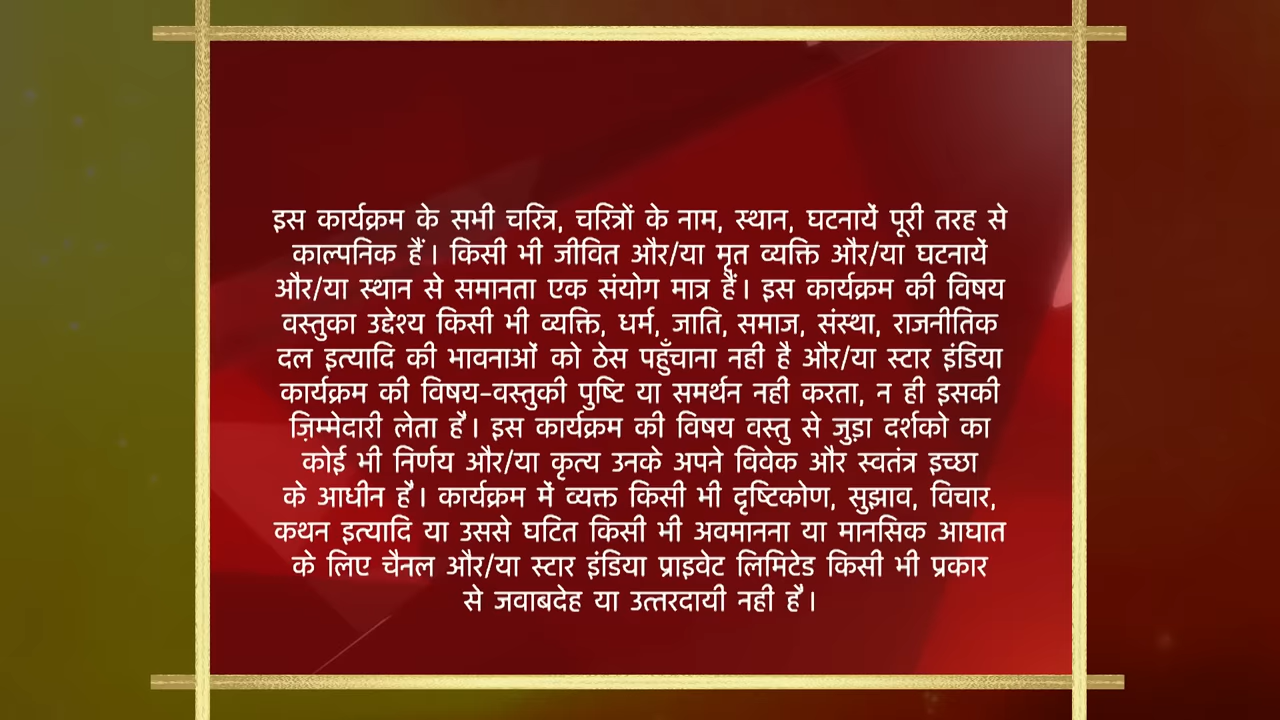 इस कार्यक्रम के सभी चरित्र, चरित्रों के नाम, स्थान, घटनायें पूरी तरह से
काल्पनिक हैं। किसी भी जीवित और/या मृत व्यक्ति और/या घटनायें
और/या स्थान से समानता एक संयोग मात्र हैं। इस कार्यक्रम की विषय
वस्तुका उद्देश्य किसी भी व्यक्ति, धर्म, जाति, समाज, संस्था, राजनीतिक
दल इत्यादि की भावनाओं को ठेस पहुँचाना नही है और/या स्टार इंडिया
कार्यक्रम की विषय-वस्तुकी पुष्टि या समर्थन नही करता, न ही इसकी
ज़िम्मेदारी लेता हैं। इस कार्यक्रम की विषय वस्तु से जुड़ा दर्शको का
कोई भी निर्णय और/या कृत्य उनके अपने विवेक और स्वतंत्र इच्छा
के आधीन हैं। कार्यक्रम में व्यक्त किसी भी दृष्टिकोण, सुझाव, विचार,
कथन इत्यादि या उससे घटित किसी भी अवमानना या मानसिक आघात
के लिए चैनल और/या स्टार इंडिया प्राइवेट लिमिटेड किसी भी प्रकार
से जवाबदेह या उत्तरदायी नही हैं।